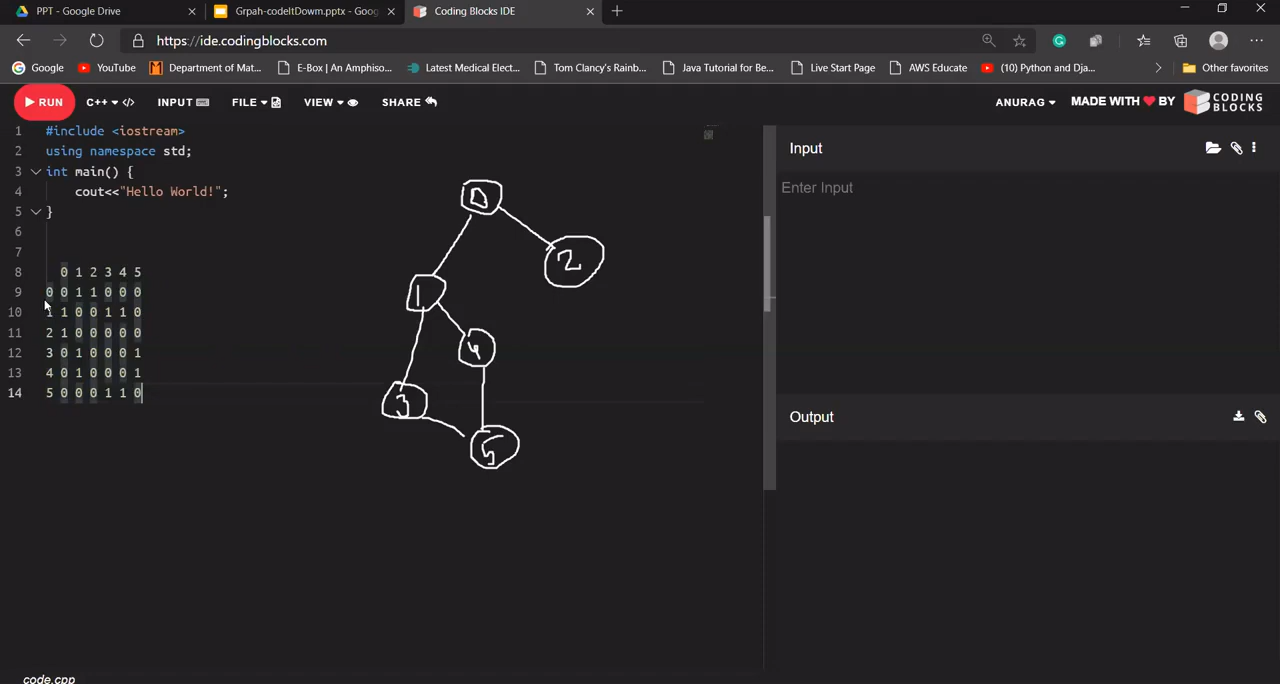 PPT - Google Drive
Grpah-codeItDowm.pptx - Goog
Coding Blocks IDE
https://ide.codingblocks.com
Google
YouTube
Department of Mat...
E-Box | An Amphiso...
Latest Medical Elect...
Tom Clancy's Rainb...
Java Tutorial for Be...
Live Start Page
AWS Educate
(10) Python and Dja...
Other favorites
RUN
C++
INPUT
FILE
VIEW
SHARE
ANURAG
MADE WITH BY
CODING
BLOCKS
1 #include <iostream>
2 using namespace std;
3 int main() {
4 cout<<"Hello World!";
5 }
6
7
8 0 1 2 3 4 5
9 0 0 1 1 0 0 0
10 1 1 0 0 1 1 0
11 2 1 0 0 0 0 0
12 3 0 1 0 0 0 1
13 4 0 1 0 0 0 1
14 5 0 0 0 1 1 0
0
2
1
4
3
5
Input
Enter Input
Output
code.cpp